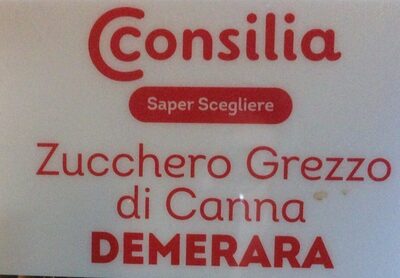 Consilia
Saper Scegliere
Zucchero Grezzo
di Canna
DEMERARA